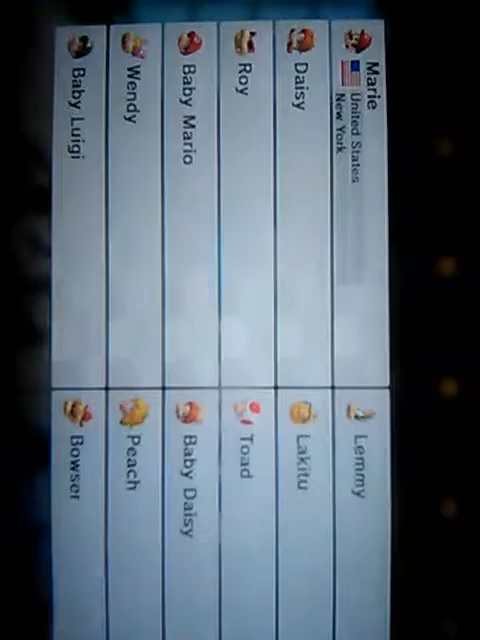 Marie
United States
New York
Lemmy
Daisy
Lakitu
Roy
Toad
Baby Mario
Baby Daisy
Wendy
Peach
Baby Luigi
Bowser